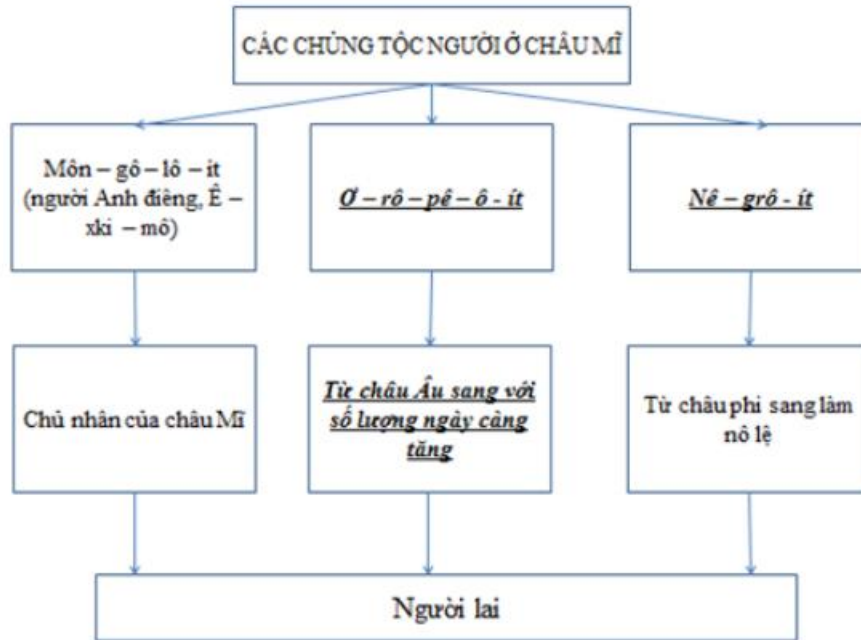 CÁC CHỦNG TỘC NGƯỜI Ở CHÂU MĨ
Môn – gô – lô – it
(người Anh điêng, Ê –
xki – mô)
Ơ – rô – pê – ô - ít
Nê – grô - ít
Chủ nhân của châu Mĩ
Từ châu Âu sang với
số lượng ngày càng
tăng
Từ châu phi sang làm
nô lệ
Người lai